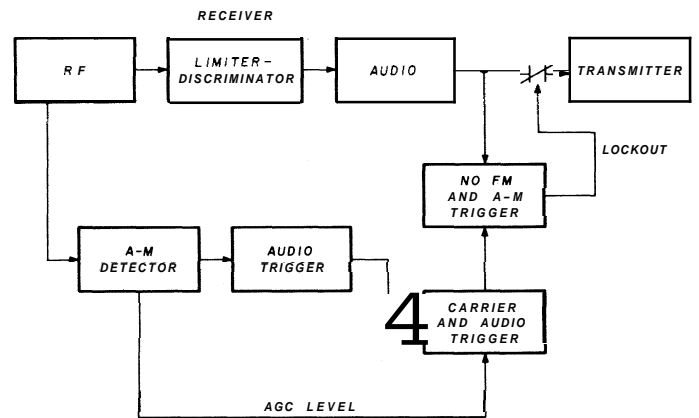 RECEIVER
RF
LIMITER-
DISCRIMINATOR
AUDIO
TRANSMITTER
LOCKOUT
NO FM
AND A-M
TRIGGER
A-M
DETECTOR
AUDIO
TRIGGER
4
CARRIER
AND AUDIO
TRIGGER
AGC LEVEL